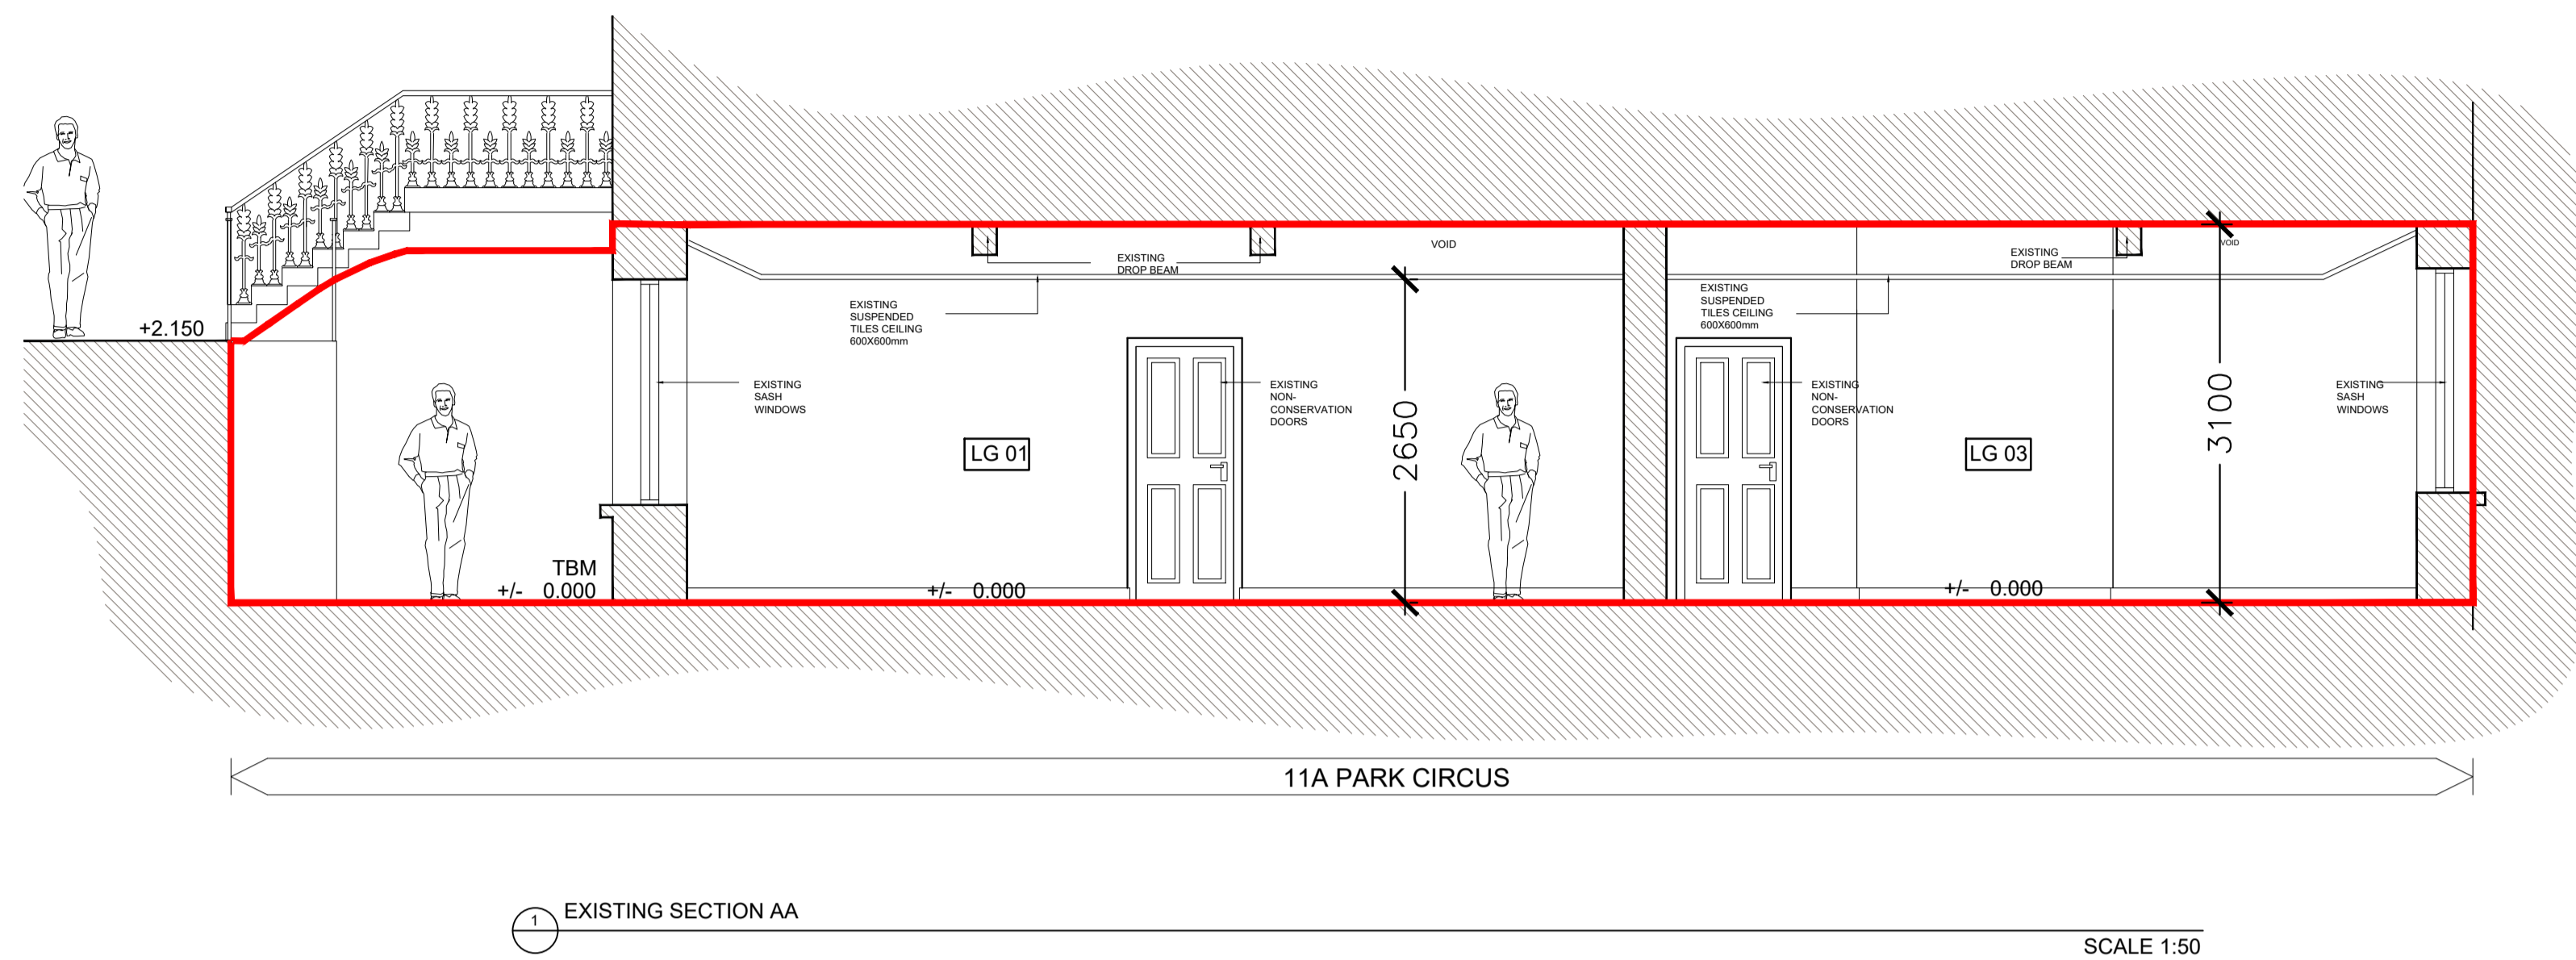 +2.150
VOID
EXISTING
DROP BEAM
EXISTING
DROP BEAM
VOID
EXISTING
SUSPENDED
TILES CEILING
600X600mm
EXISTING
SUSPENDED
TILES CEILING
600X600mm
EXISTING
SASH
WINDOWS
EXISTING
NON-
CONSERVATION
DOORS
2650
EXISTING
NON-
CONSERVATION
DOORS
3100
EXISTING
SASH
WINDOWS
LG 01
LG 03
TBM
+/- 0.000
+/- 0.000
+/- 0.000
11A PARK CIRCUS
1
EXISTING SECTION AA
SCALE 1:50